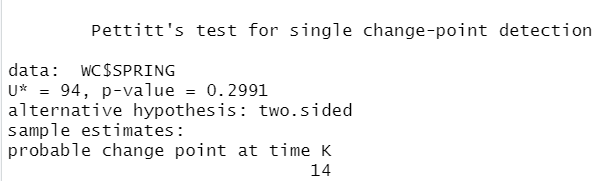 Pettitt's test for single change-point detection
data:  WC$SPRING
U* = 94, p-value = 0.2991
alternative hypothesis: two.sided
sample estimates:
probable change point at time K
14